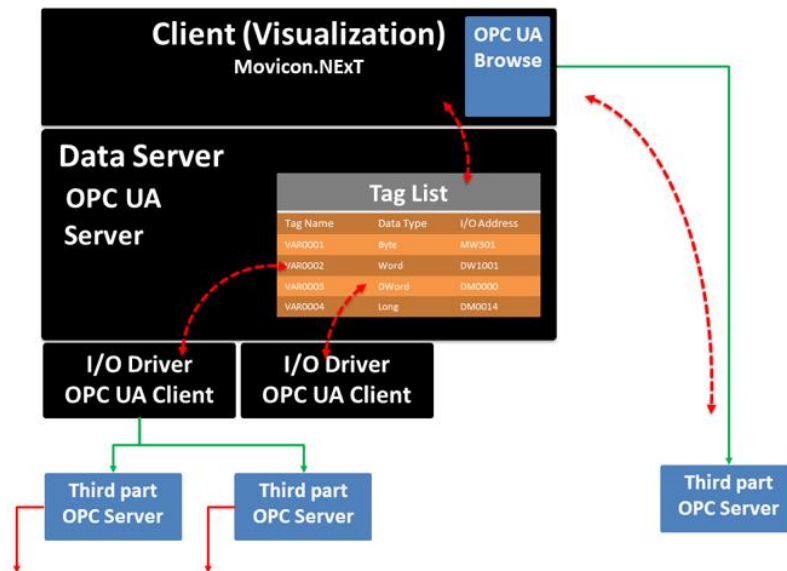 Client (Visualization)
Movicon.NExT
OPC UA
Browse
Data Server
OPC UA
Server
Tag List
Tag Name Data Type I/O Address
VAR0001 Byte MW301
VAR0002 Word DW1001
VAR0003 DWord DM0000
VAR0004 Long DM0014
I/O Driver
OPC UA Client
I/O Driver
OPC UA Client
Third part
OPC Server
Third part
OPC Server
Third part
OPC Server